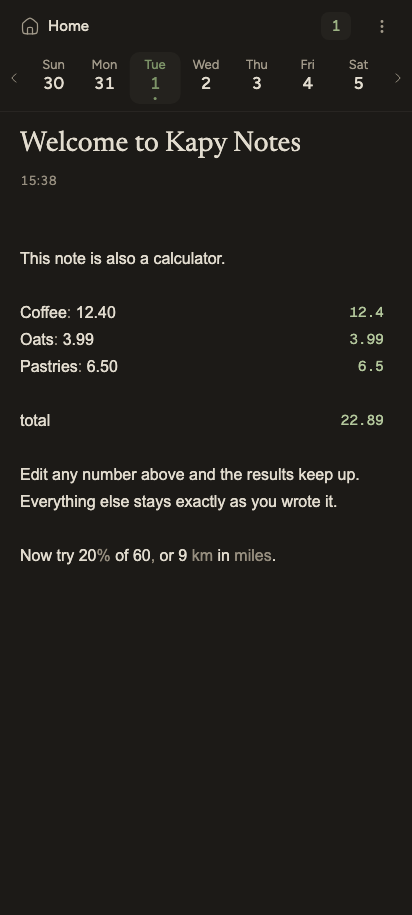 Home 1
Sun Mon Tue Wed Thu Fri Sat
30 31 1 2 3 4 5
Welcome to Kapy Notes
15:38
This note is also a calculator.
Coffee: 12.40 12.4
Oats: 3.99 3.99
Pastries: 6.50 6.5
total 22.89
Edit any number above and the results keep up.
Everything else stays exactly as you wrote it.
Now try 20% of 60, or 9 km in miles.